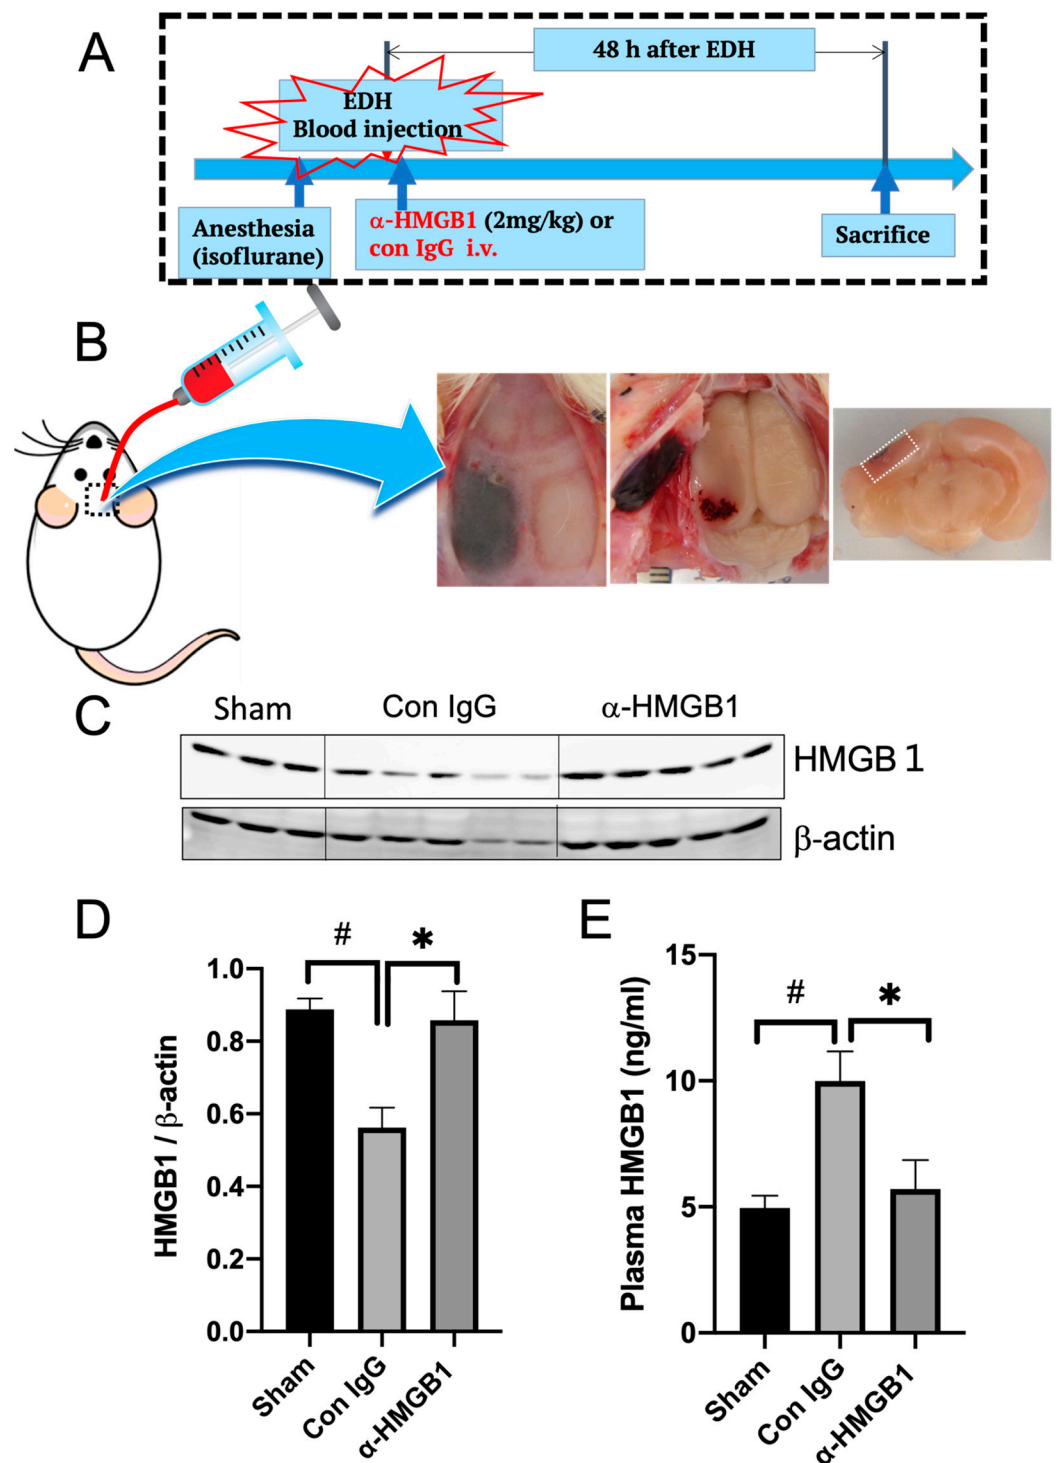 A
48 h after EDH
EDH
Blood injection
Anesthesia
(isoflurane)
α-HMGB1 (2mg/kg) or
con IgG i.v.
Sacrifice
B
C
Sham Con IgG α-HMGB1
HMGB 1
β-actin
D
# *
HMGB1 / β-actin
1.0
0.8
0.6
0.4
0.2
0.0
Sham
Con IgG
α-HMGB1
E
# *
Plasma HMGB1 (ng/ml)
15
10
5
0
Sham
Con IgG
α-HMGB1